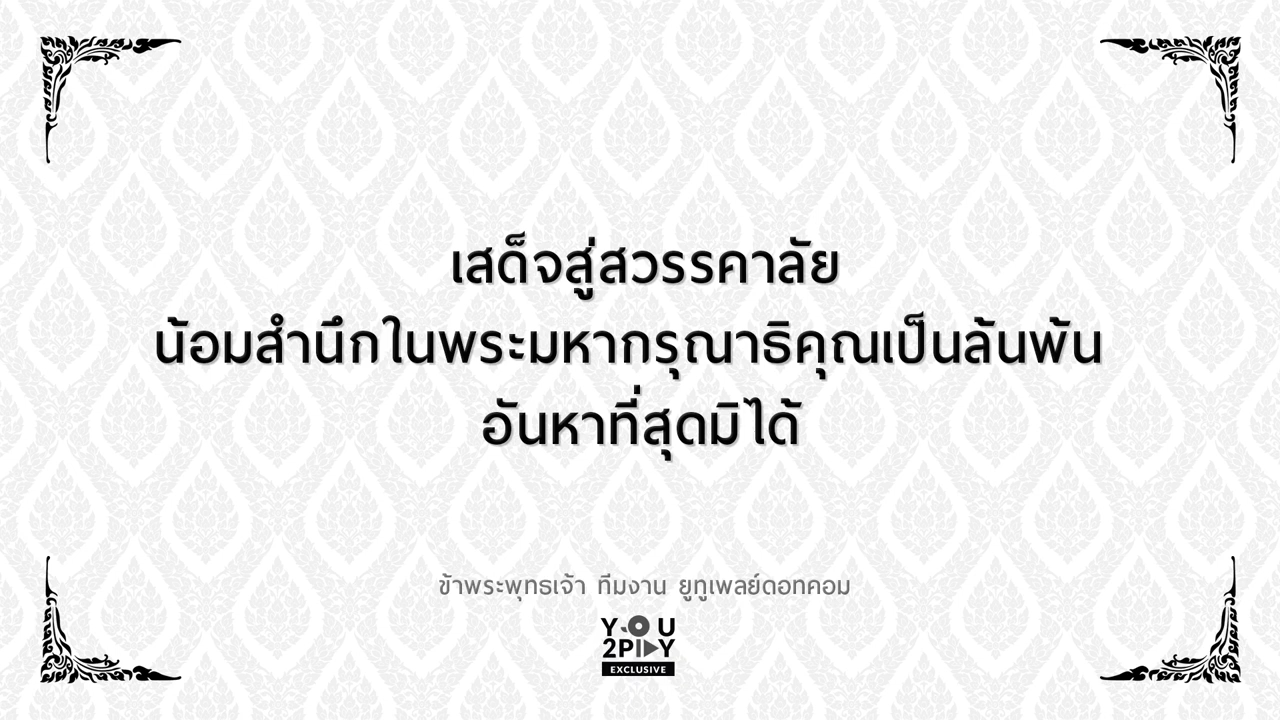 เสด็จสู่สวรรคาลัย
น้อมสำนึกในพระมหากรุณาธิคุณเป็นล้นพ้น
อันหาที่สุดมิได้
ข้าพระพุทธเจ้า ทีมงาน ยูทูเพลย์ดอทคอม
YOU
2PLAY
EXCLUSIVE